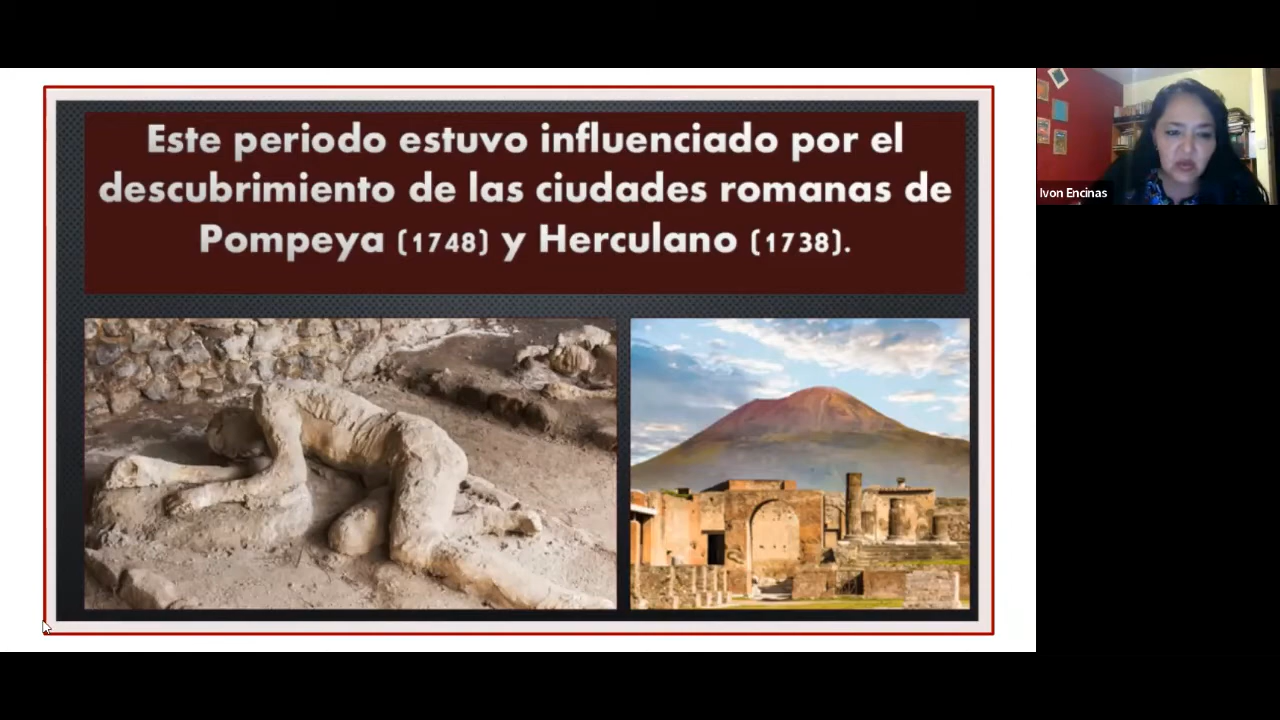 Este periodo estuvo influenciado por el
descubrimiento de las ciudades romanas de
Pompeya (1748) y Herculano (1738).
Ivon Encinas